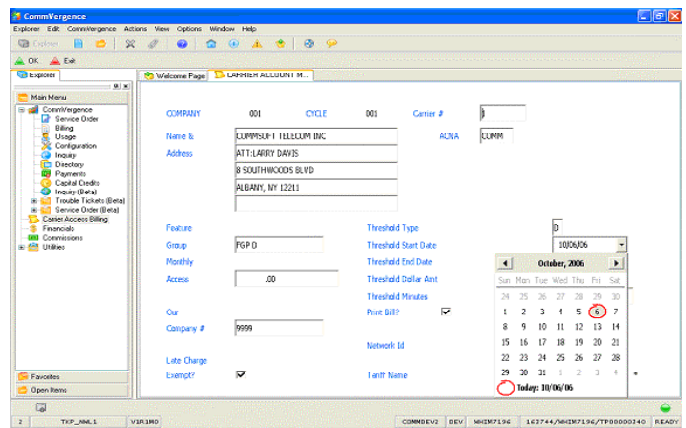 CommVergence
Explorer Edit CommVergence Actions View Options Window Help
Explorer
OK Exit
Explorer
Welcome Page CARRIER ACCOUNT M...
Main Menu
CommVergence
Service Order
Billing
Usage
Configuration
Inquiry
Directory
Payments
Capital Credits
Inquiry (Beta)
Trouble Tickets (Beta)
Service Order (Beta)
Carrier Access Billing
Financials
Commissions
Utilities
Favorites
Open Items
COMPANY 001 CYCLE 001 Carrier #
Name & COMMSOFT TELECOM INC ACNA COMM
Address ATT:LARRY DAVIS
8 SOUTHWOODS BLVD
ALBANY, NY 12211
Feature Threshold Type D
Group FGP D Threshold Start Date 10/06/06
Monthly Threshold End Date
Access .00 Threshold Dollar Amt
Threshold Minutes
Our Print Bill?
Company # 9999
Network Id
Late Charge
Exempt? Tariff Name
October, 2006
Sun Mon Tue Wed Thu Fri Sat
24 25 26 27 28 29 30
1 2 3 4 5 6 7
8 9 10 11 12 13 14
15 16 17 18 19 20 21
22 23 24 25 26 27 28
29 30 31 1 2 3 4
Today: 10/06/06
2 TKP_NWL1 V1R1M0 COMMDEV2 DEV WHIM7196 163744/WHIM7196/TP00000340 READY